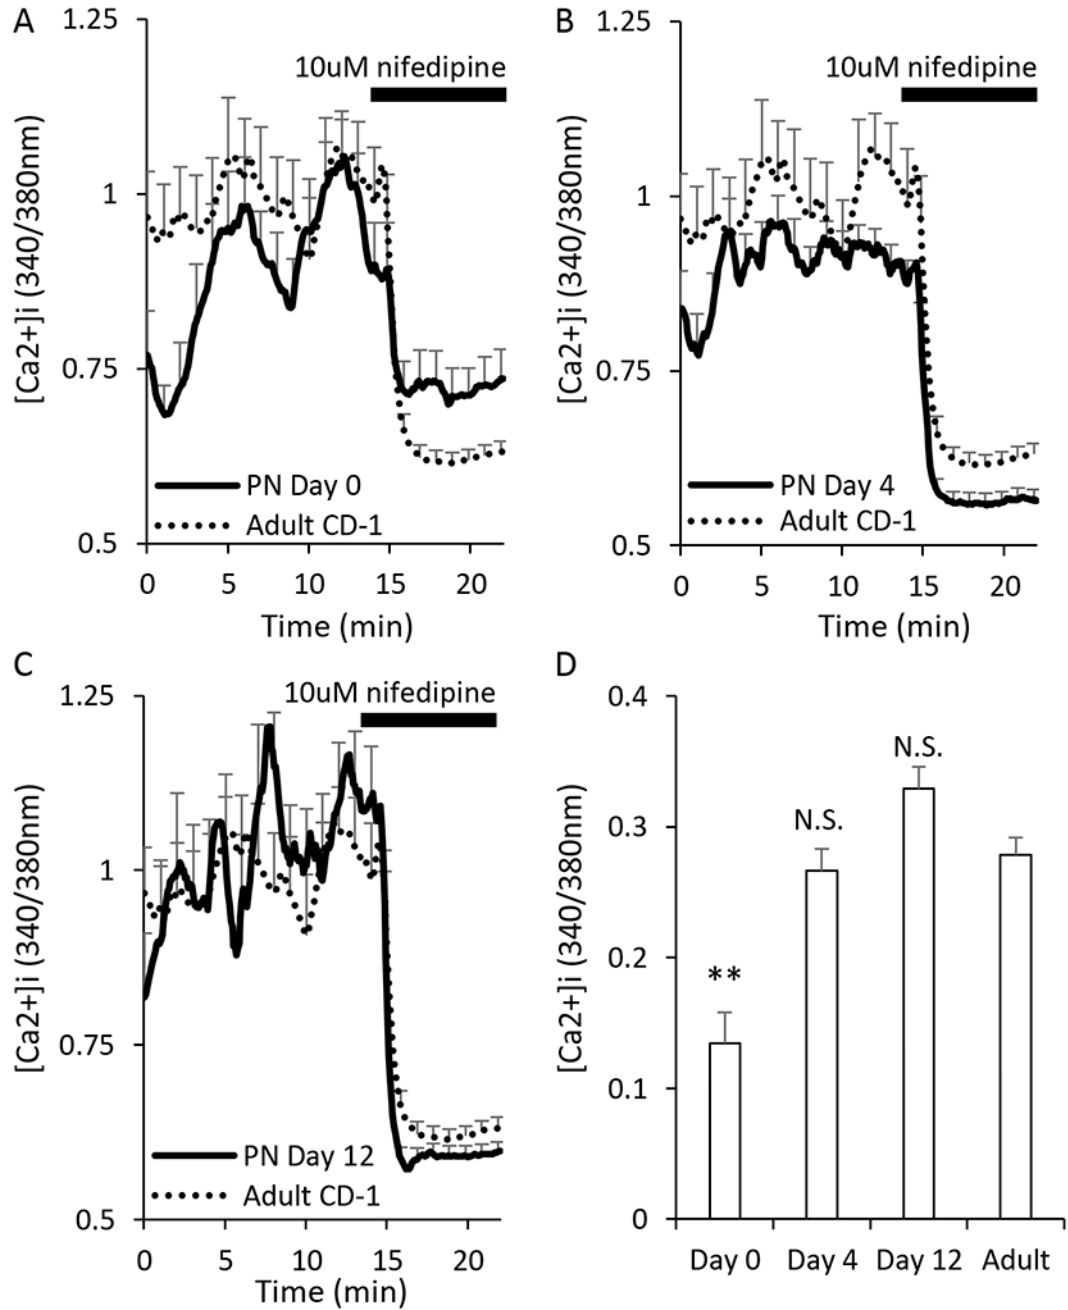 A
1.25
10uM nifedipine
1
0.75
0.5
[Ca2+]i (340/380nm)
PN Day 0
Adult CD-1
0 5 10 15 20
Time (min)
B
1.25
10uM nifedipine
1
0.75
0.5
[Ca2+]i (340/380nm)
PN Day 4
Adult CD-1
0 5 10 15 20
Time (min)
C
1.25
10uM nifedipine
1
0.75
0.5
[Ca2+]i (340/380nm)
PN Day 12
Adult CD-1
0 5 10 15 20
Time (min)
D
0.4
0.3
0.2
0.1
0
[Ca2+]i (340/380nm)
**
N.S.
N.S.
Day 0 Day 4 Day 12 Adult